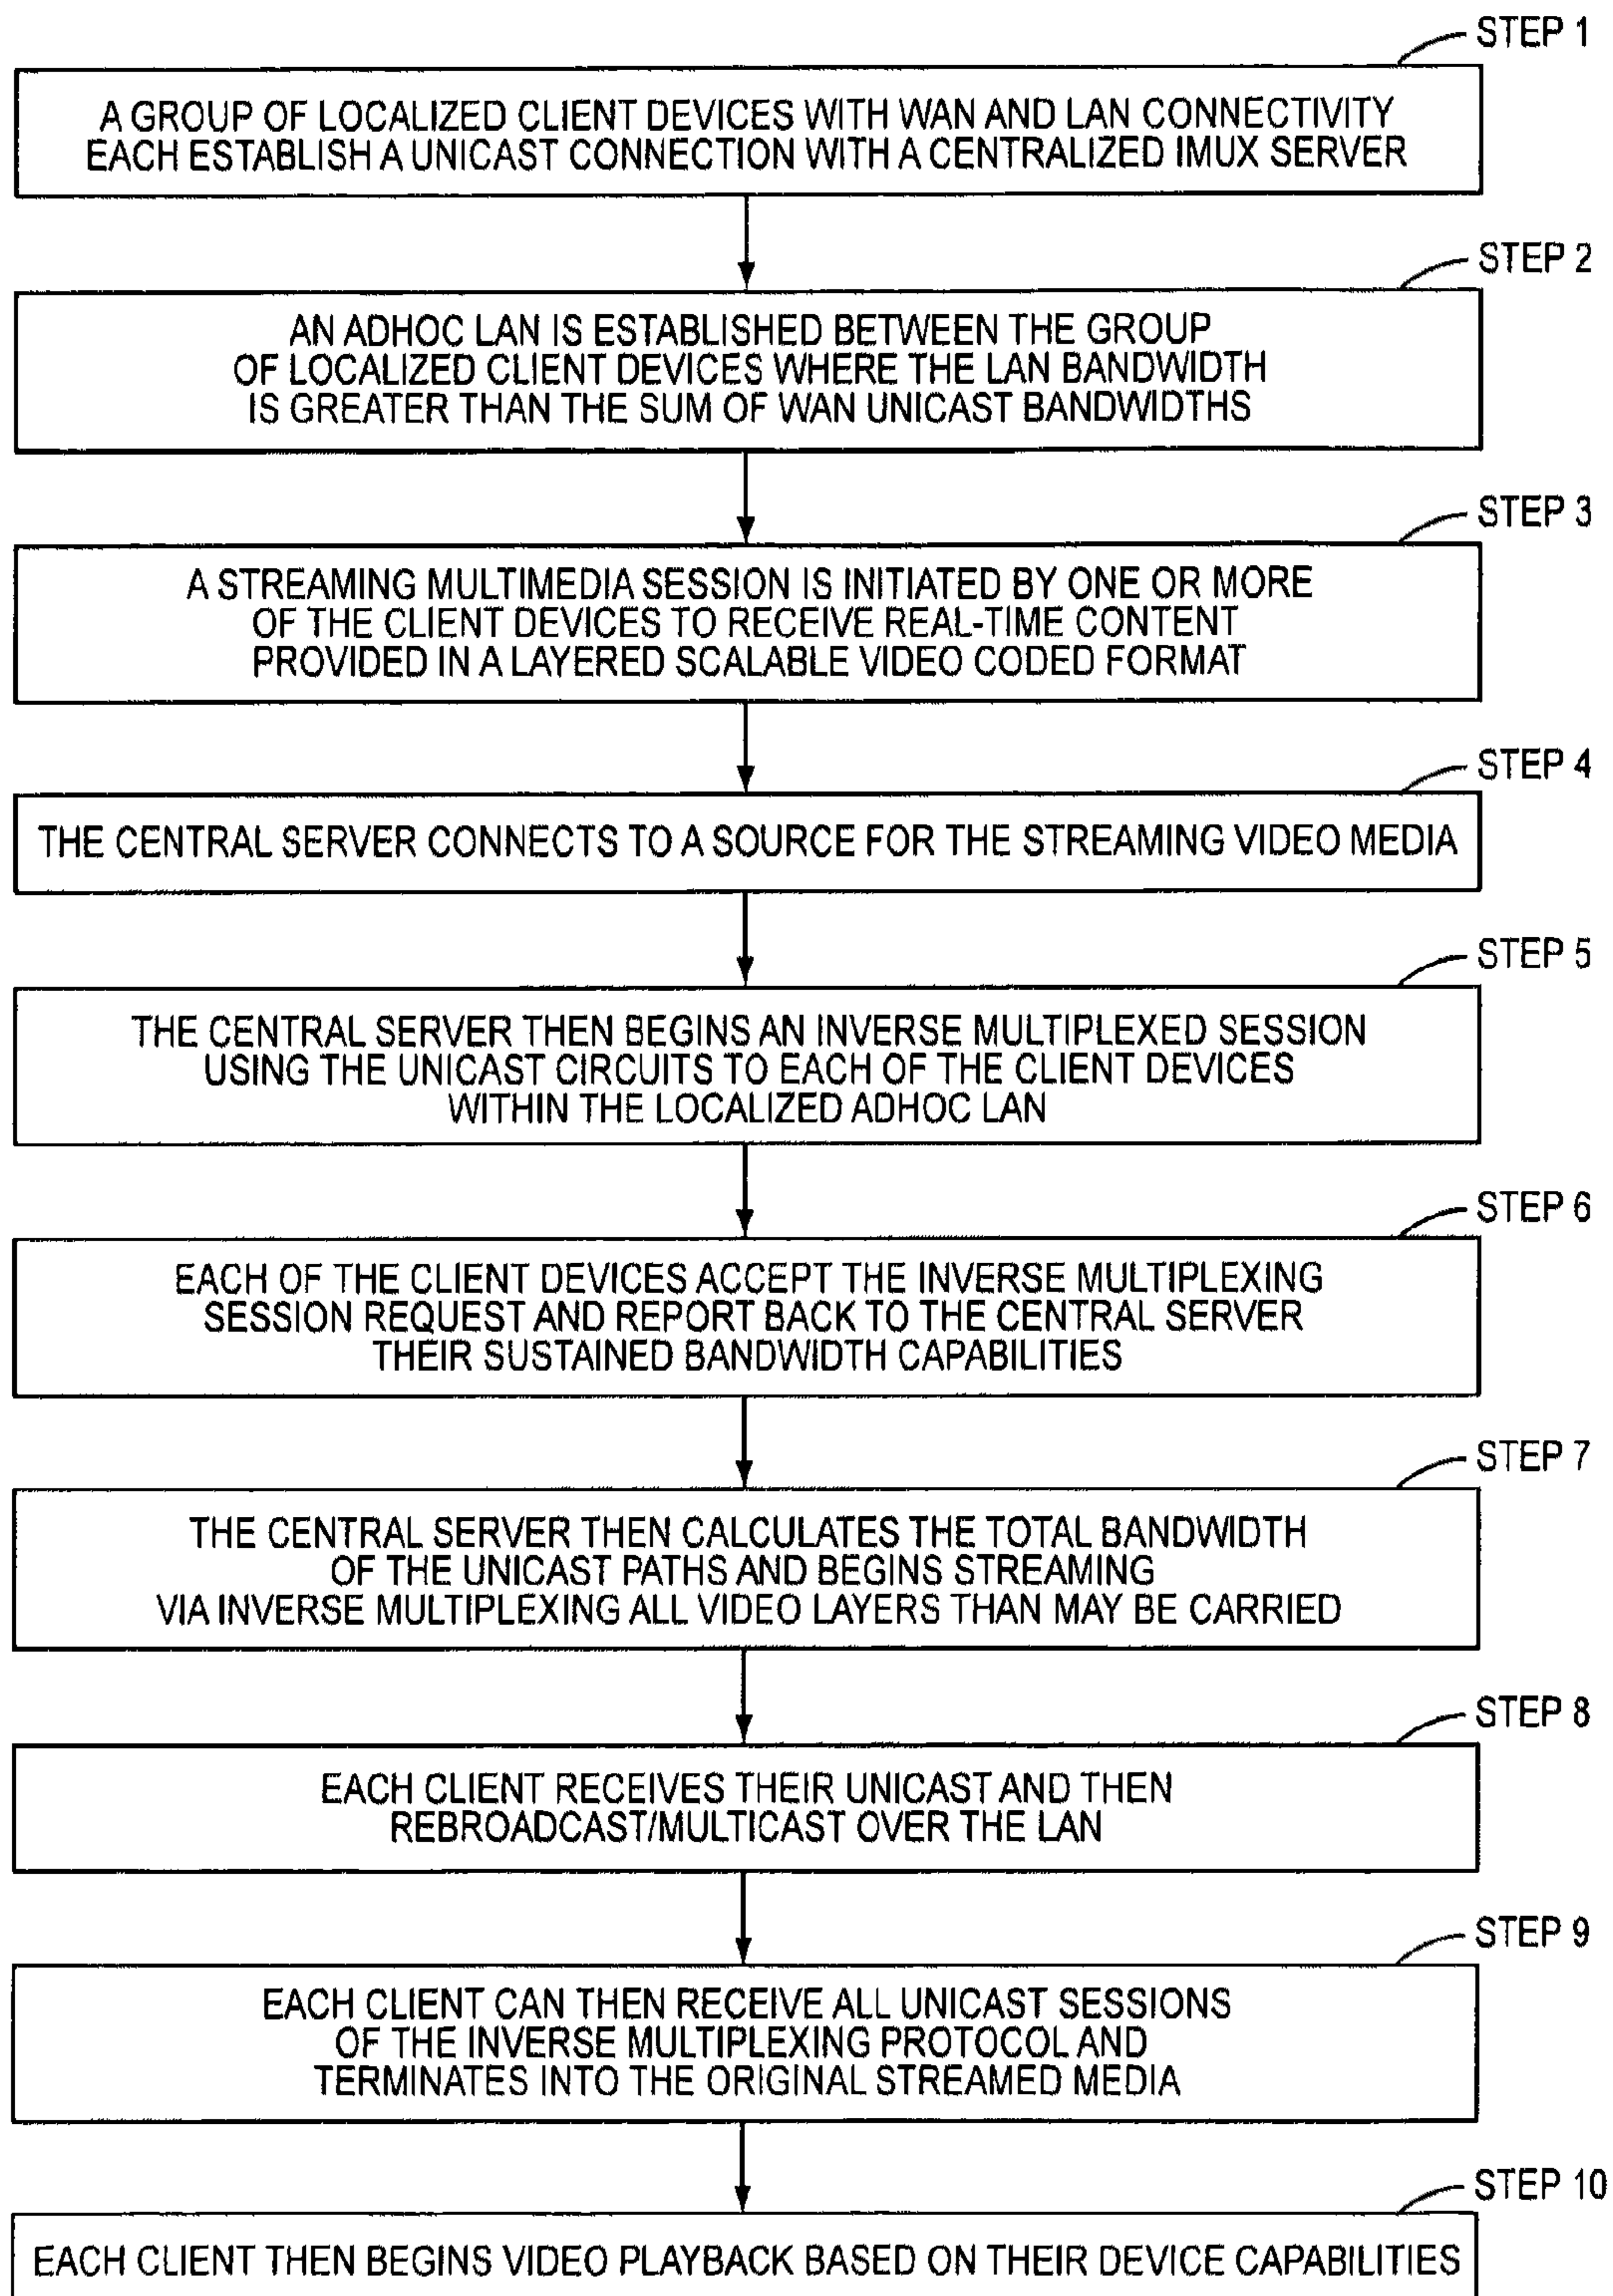 STEP 1
A GROUP OF LOCALIZED CLIENT DEVICES WITH WAN AND LAN CONNECTIVITY
EACH ESTABLISH A UNICAST CONNECTION WITH A CENTRALIZED IMUX SERVER
STEP 2
AN ADHOC LAN IS ESTABLISHED BETWEEN THE GROUP
OF LOCALIZED CLIENT DEVICES WHERE THE LAN BANDWIDTH
IS GREATER THAN THE SUM OF WAN UNICAST BANDWIDTHS
STEP 3
A STREAMING MULTIMEDIA SESSION IS INITIATED BY ONE OR MORE
OF THE CLIENT DEVICES TO RECEIVE REAL-TIME CONTENT
PROVIDED IN A LAYERED SCALABLE VIDEO CODED FORMAT
STEP 4
THE CENTRAL SERVER CONNECTS TO A SOURCE FOR THE STREAMING VIDEO MEDIA
STEP 5
THE CENTRAL SERVER THEN BEGINS AN INVERSE MULTIPLEXED SESSION
USING THE UNICAST CIRCUITS TO EACH OF THE CLIENT DEVICES
WITHIN THE LOCALIZED ADHOC LAN
STEP 6
EACH OF THE CLIENT DEVICES ACCEPT THE INVERSE MULTIPLEXING
SESSION REQUEST AND REPORT BACK TO THE CENTRAL SERVER
THEIR SUSTAINED BANDWIDTH CAPABILITIES
STEP 7
THE CENTRAL SERVER THEN CALCULATES THE TOTAL BANDWIDTH
OF THE UNICAST PATHS AND BEGINS STREAMING
VIA INVERSE MULTIPLEXING ALL VIDEO LAYERS THAN MAY BE CARRIED
STEP 8
EACH CLIENT RECEIVES THEIR UNICAST AND THEN
REBROADCAST/MULTICAST OVER THE LAN
STEP 9
EACH CLIENT CAN THEN RECEIVE ALL UNICAST SESSIONS
OF THE INVERSE MULTIPLEXING PROTOCOL AND
TERMINATES INTO THE ORIGINAL STREAMED MEDIA
STEP 10
EACH CLIENT THEN BEGINS VIDEO PLAYBACK BASED ON THEIR DEVICE CAPABILITIES